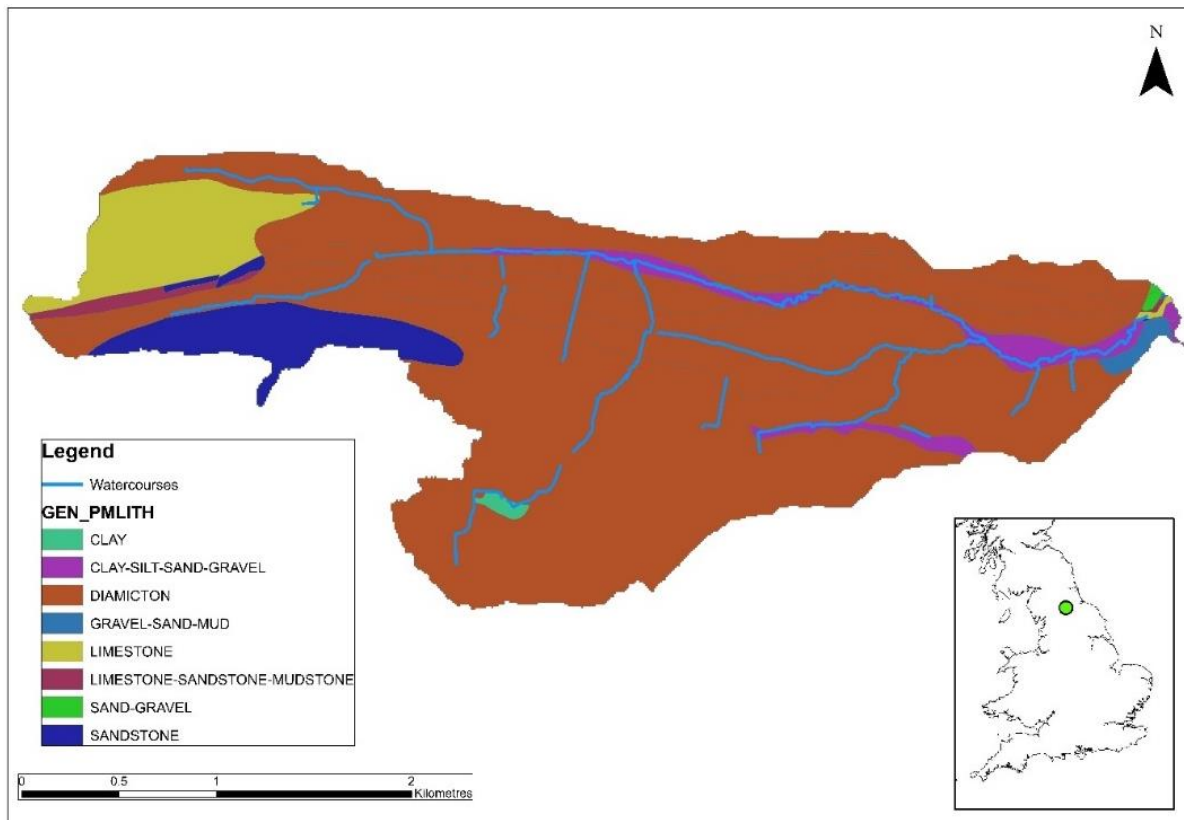 N
Legend
Watercourses
GEN_PMLITH
CLAY
CLAY-SILT-SAND-GRAVEL
DIAMICTON
GRAVEL-SAND-MUD
LIMESTONE
LIMESTONE-SANDSTONE-MUDSTONE
SAND-GRAVEL
SANDSTONE
0 0.5 1 2
Kilometres